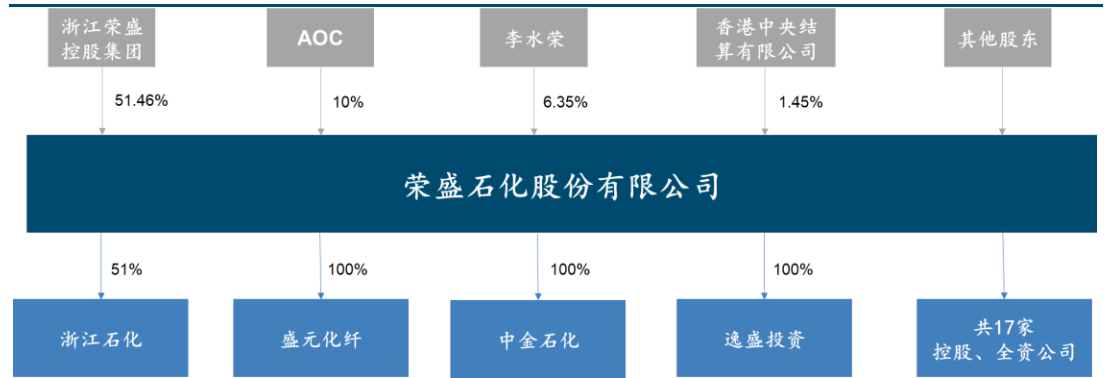 浙江荣盛
控股集团
AOC
李水荣
香港中央结
算有限公司
其他股东
51.46%
10%
6.35%
1.45%
荣盛石化股份有限公司
51%
100%
100%
100%
浙江石化
盛元化纤
中金石化
逸盛投资
共17家
控股、全资公司